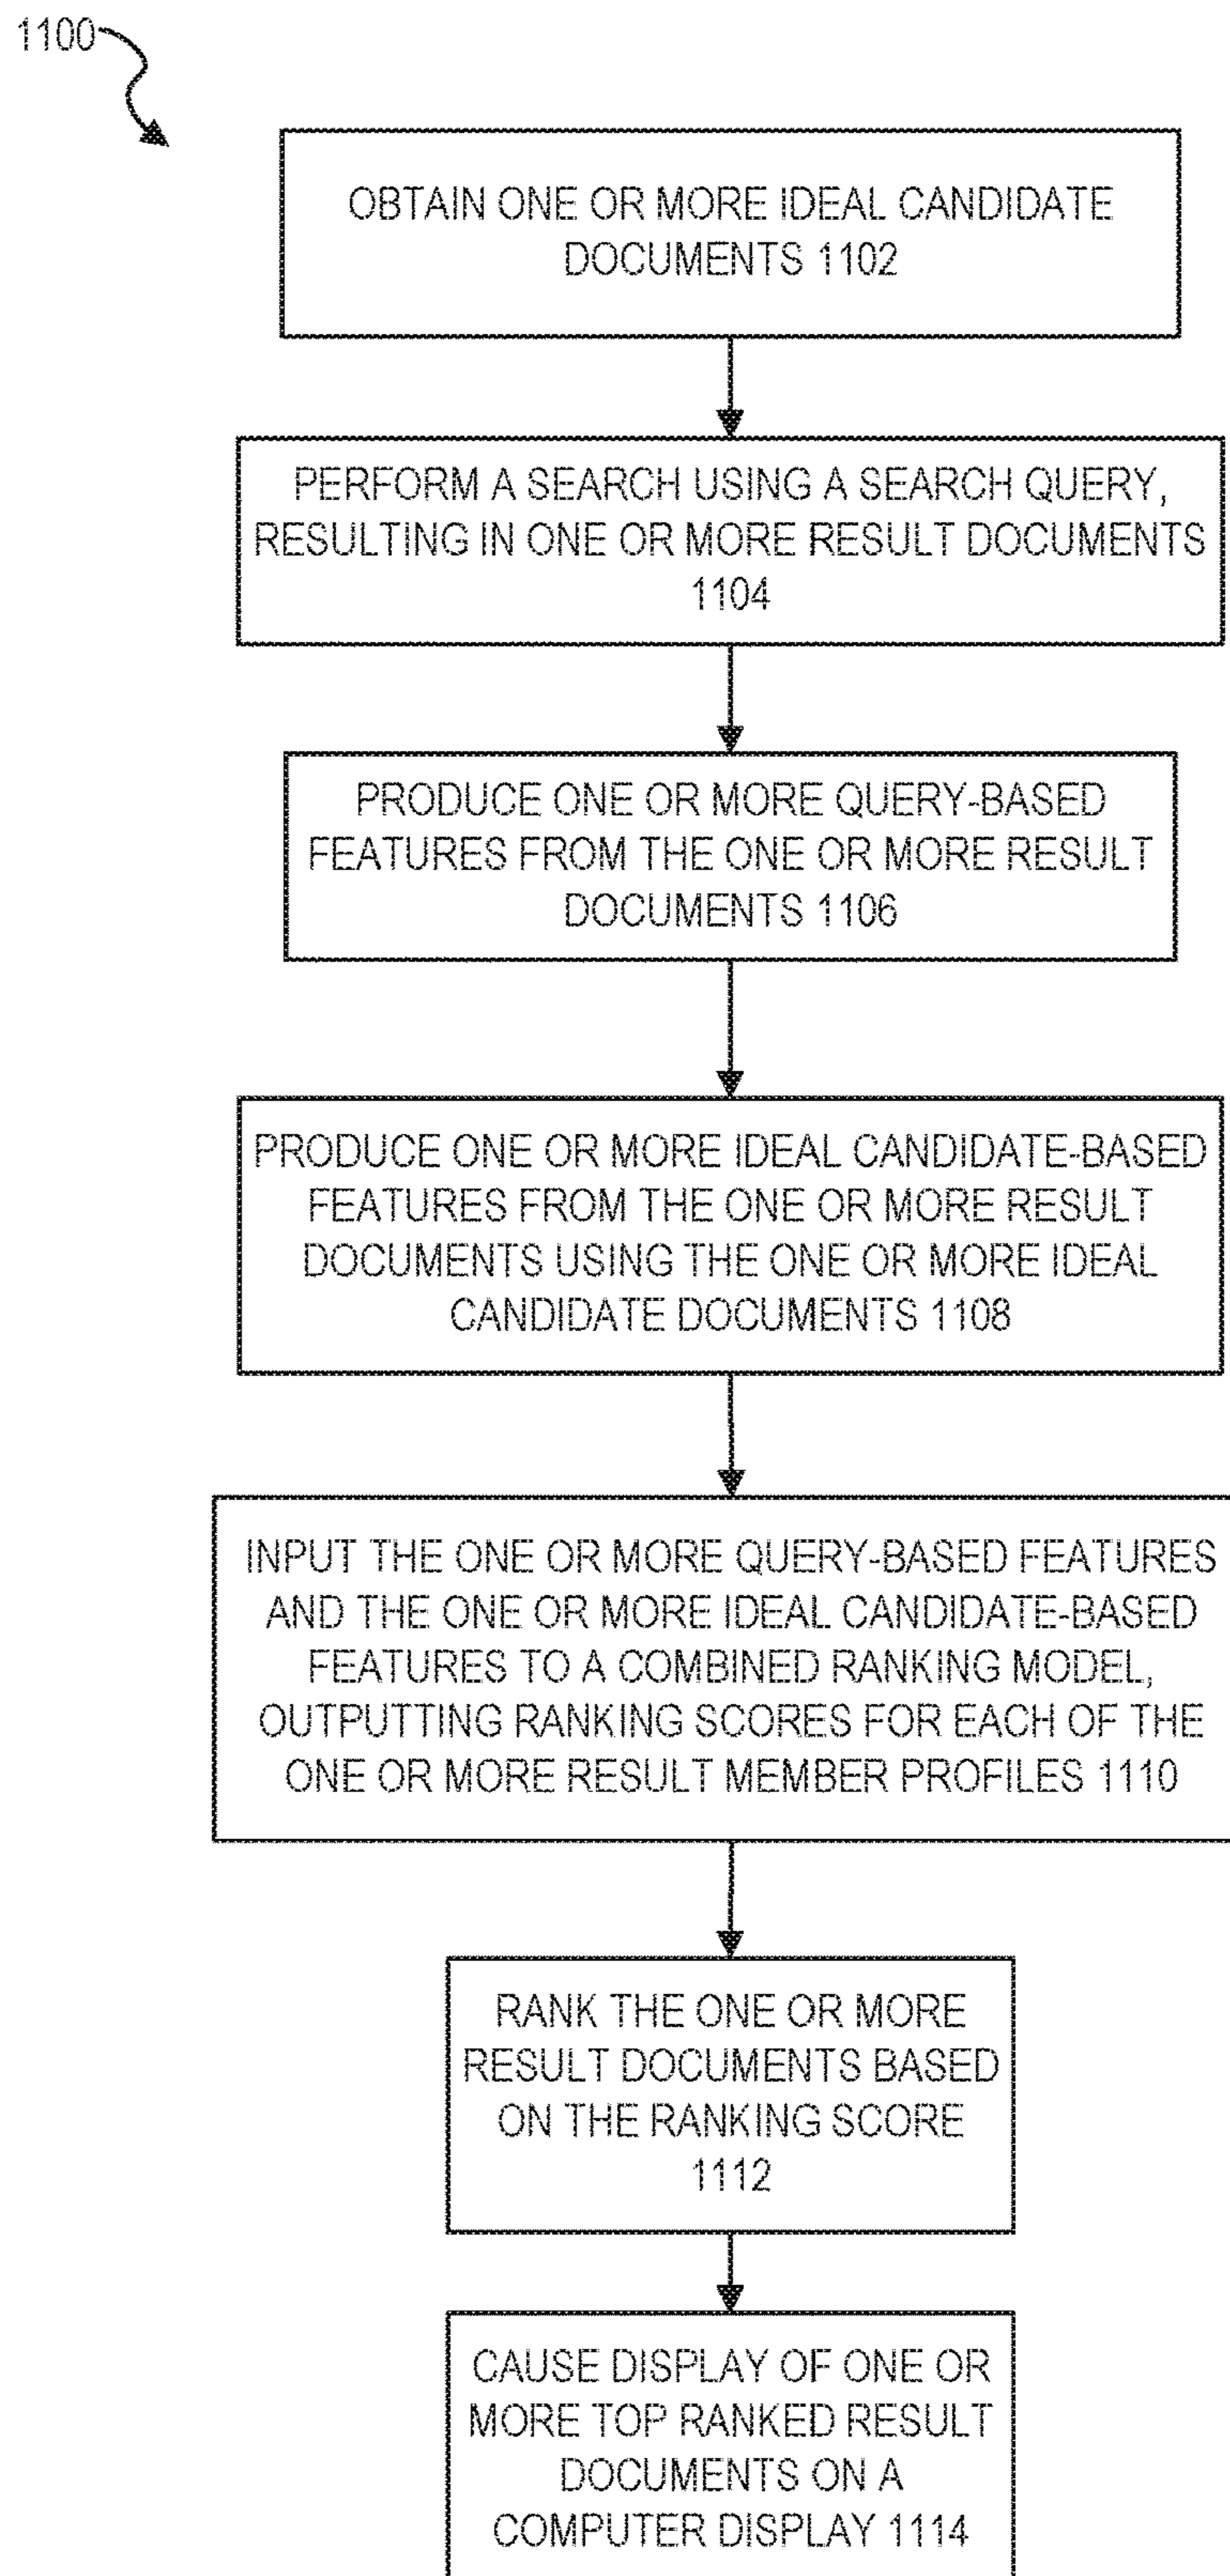 1100
OBTAIN ONE OR MORE IDEAL CANDIDATE
DOCUMENTS 1102
PERFORM A SEARCH USING A SEARCH QUERY,
RESULTING IN ONE OR MORE RESULT DOCUMENTS
1104
PRODUCE ONE OR MORE QUERY-BASED
FEATURES FROM THE ONE OR MORE RESULT
DOCUMENTS 1106
PRODUCE ONE OR MORE IDEAL CANDIDATE-BASED
FEATURES FROM THE ONE OR MORE RESULT
DOCUMENTS USING THE ONE OR MORE IDEAL
CANDIDATE DOCUMENTS 1108
INPUT THE ONE OR MORE QUERY-BASED FEATURES
AND THE ONE OR MORE IDEAL CANDIDATE-BASED
FEATURES TO A COMBINED RANKING MODEL,
OUTPUTTING RANKING SCORES FOR EACH OF THE
ONE OR MORE RESULT MEMBER PROFILES 1110
RANK THE ONE OR MORE
RESULT DOCUMENTS BASED
ON THE RANKING SCORE
1112
CAUSE DISPLAY OF ONE OR
MORE TOP RANKED RESULT
DOCUMENTS ON A
COMPUTER DISPLAY 1114